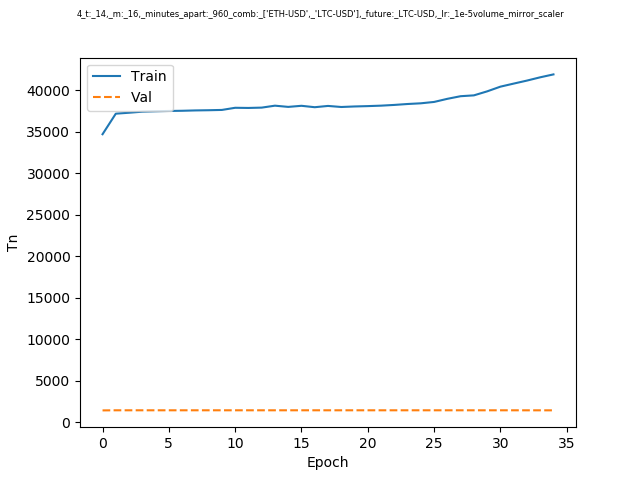 4_t:_14,_m:_16,_minutes_apart:_960_comb:_['ETH-USD',_'LTC-USD'],_future:_LTC-USD,_lr:_1e-5volume_mirror_scaler
Train
Val
40000
35000
30000
25000
20000
15000
10000
5000
0
Tn
0 5 10 15 20 25 30 35
Epoch